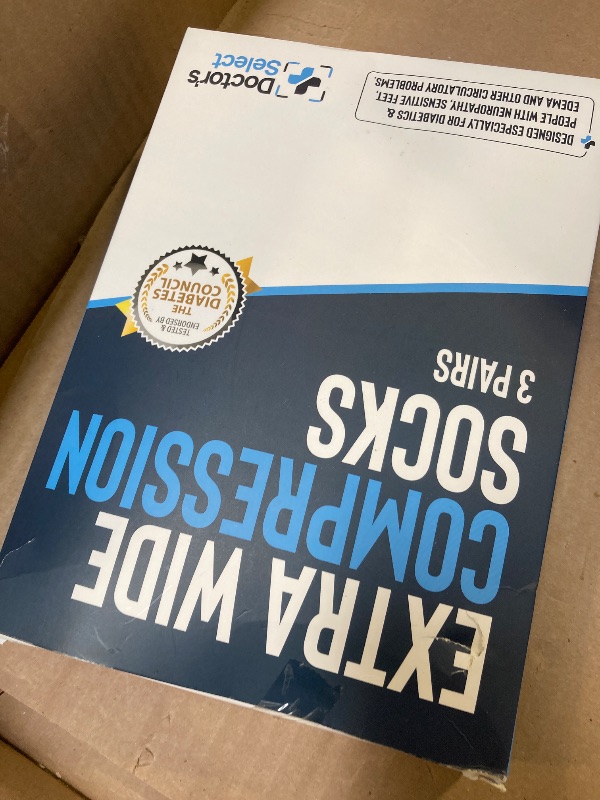 EXTRA WIDE
COMPRESSION
SOCKS
3 PAIRS
TESTED &
ENDORSED BY
THE
DIABETES
COUNCIL
DESIGNED ESPECIALLY FOR DIABETICS &
PEOPLE WITH NEUROPATHY, SENSITIVE FEET,
EDEMA AND OTHER CIRCULATORY PROBLEMS.
Doctor's
Select